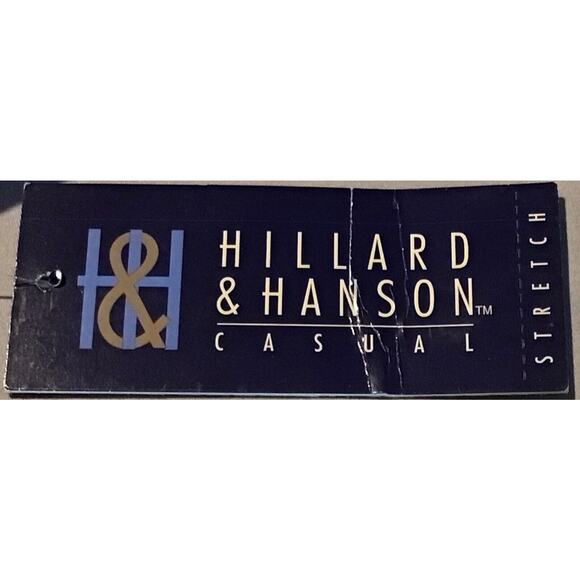 H&H
HILLARD
& HANSON™
CASUAL
STRETCH